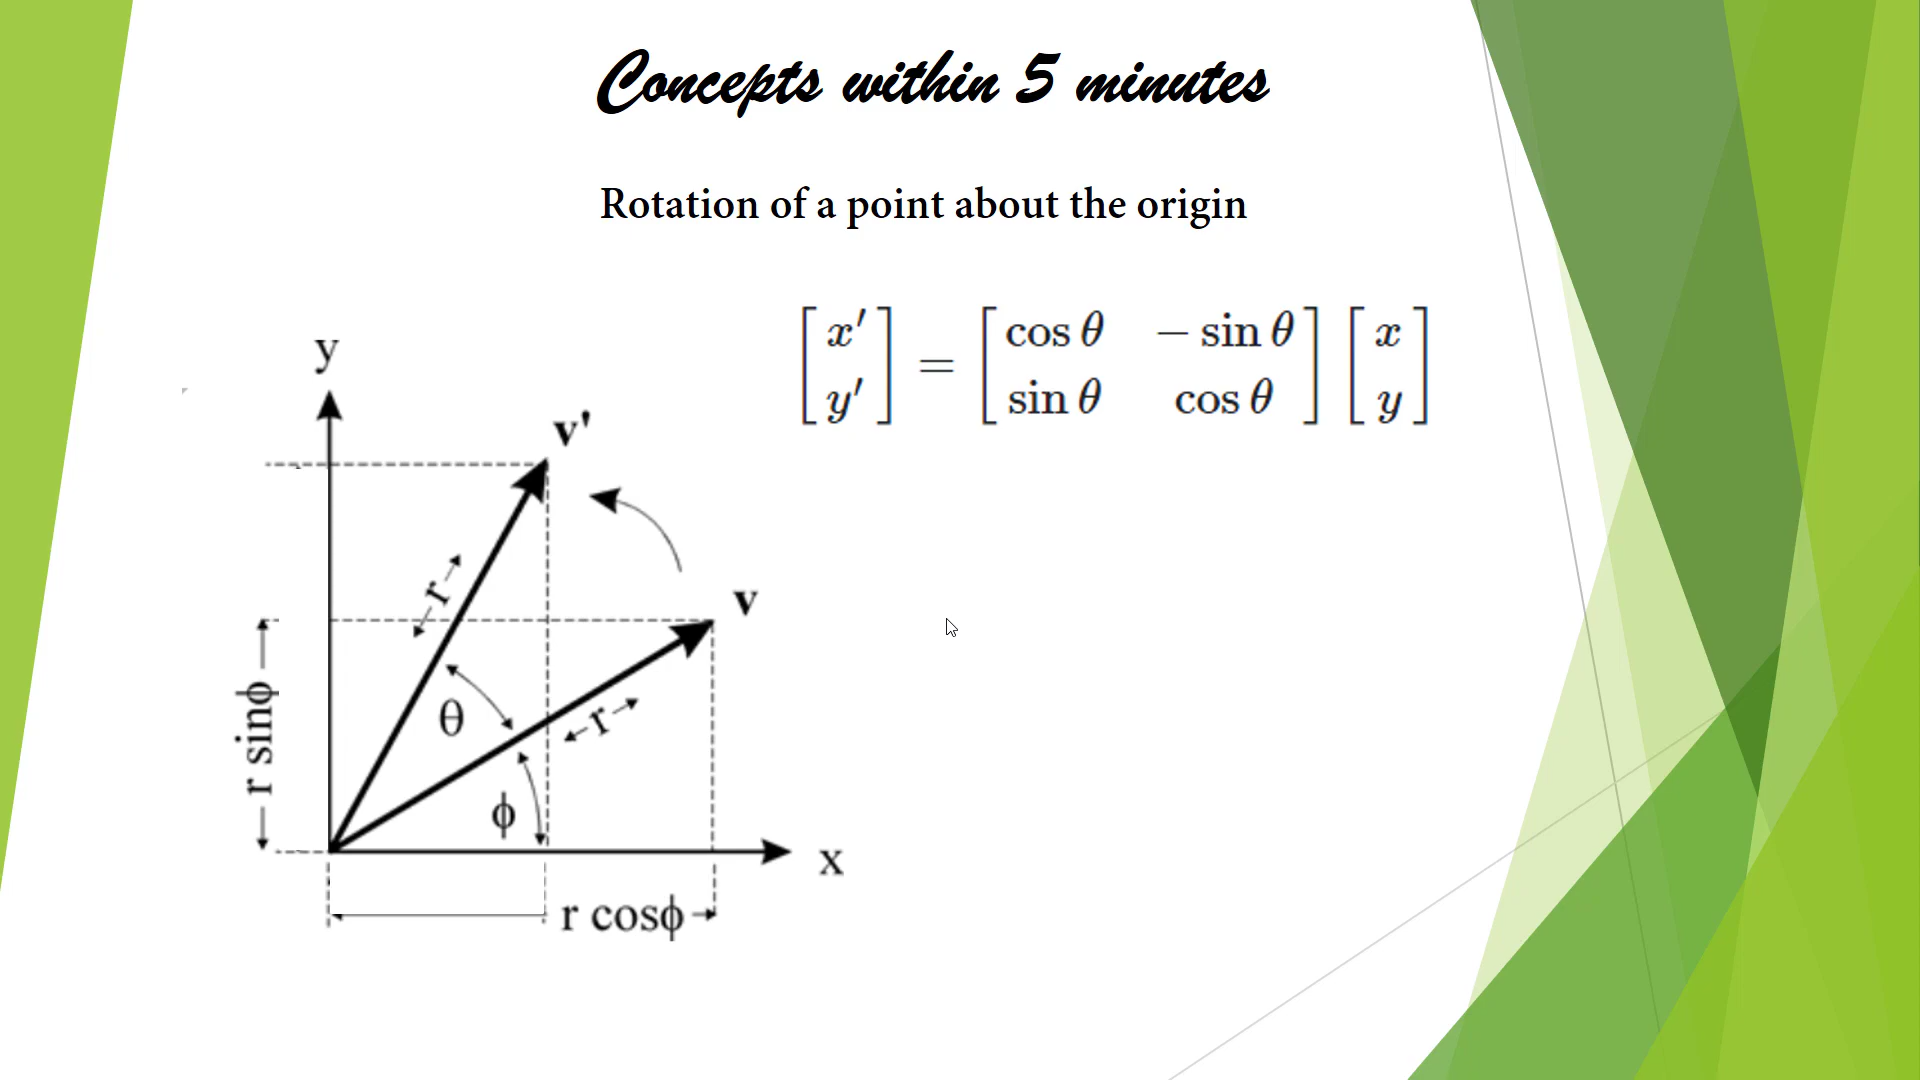 Concepts within 5 minutes
Rotation of a point about the origin
[x′ y′] = [cos θ − sin θ sin θ cos θ] [x y]
y
v'
r
v
θ
r
r sinϕ
ϕ
x
r cosϕ